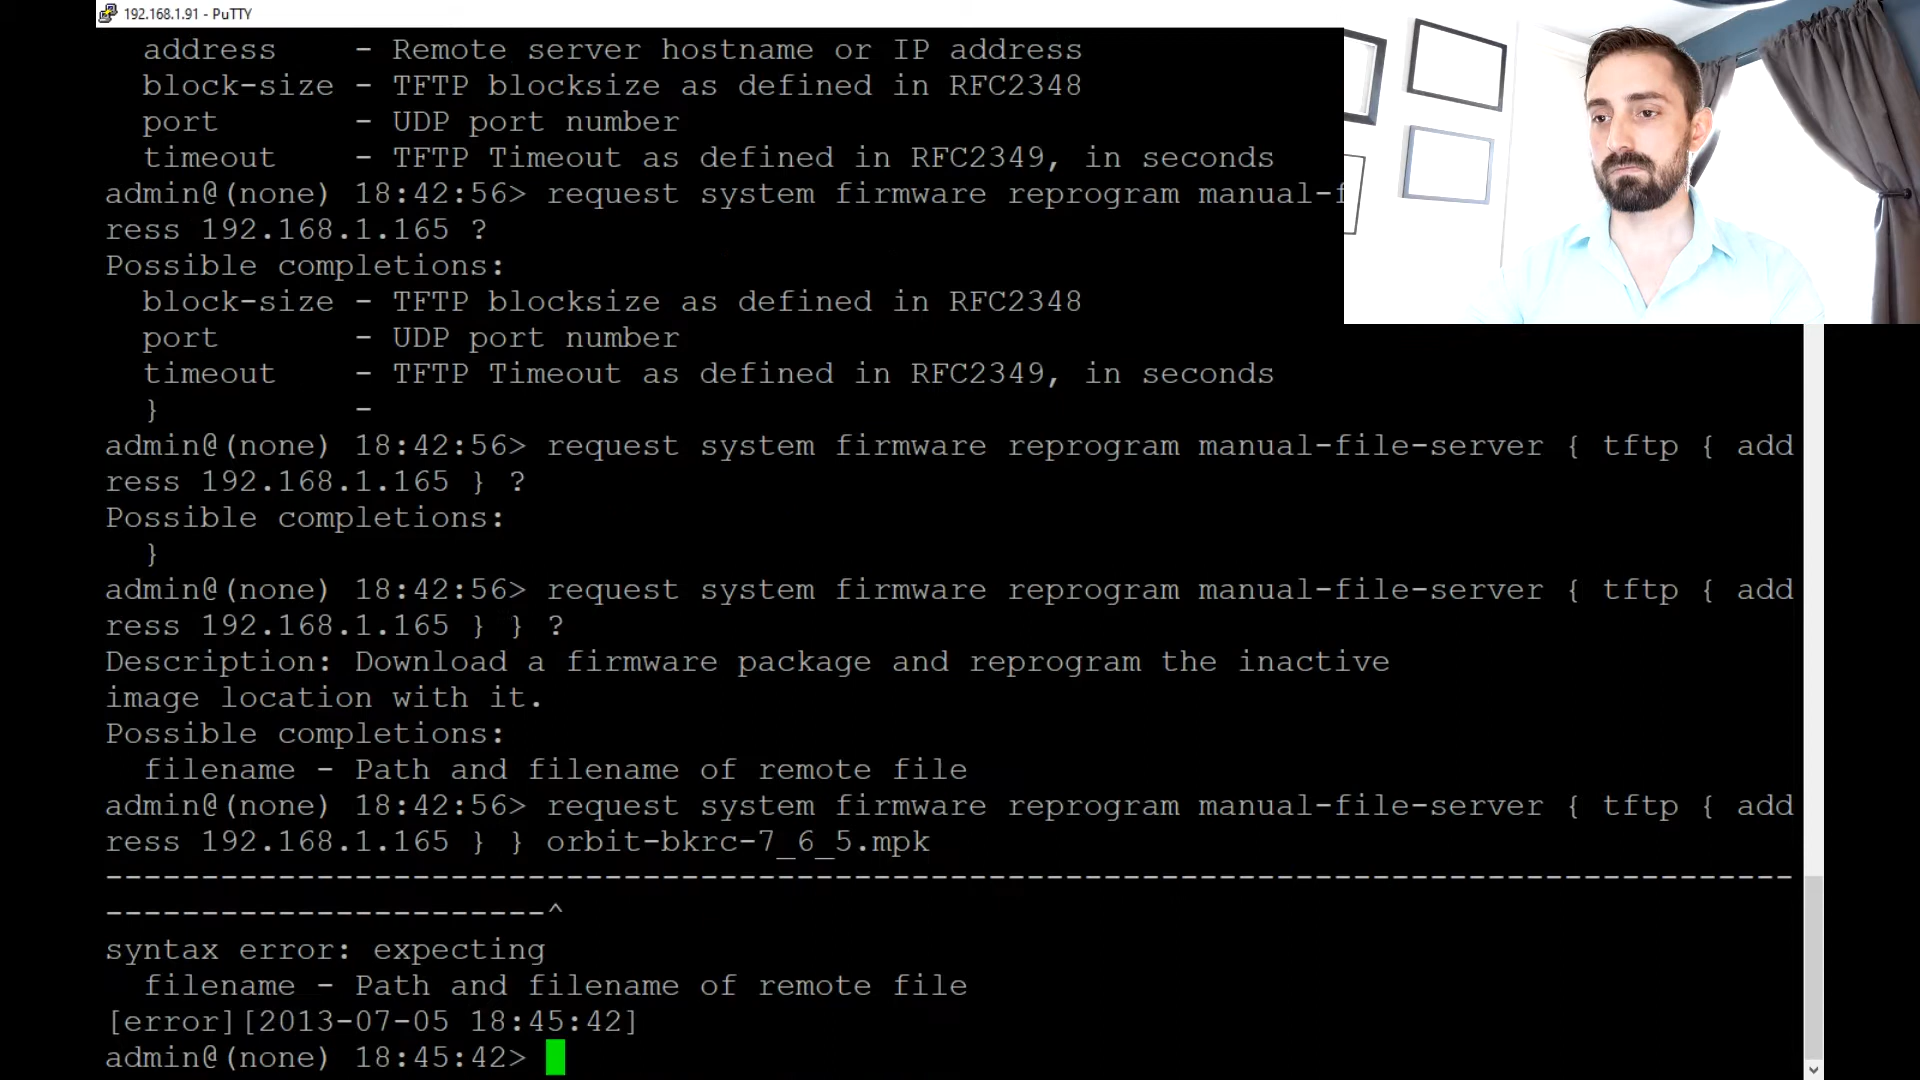 192.168.1.91 - PuTTY
address - Remote server hostname or IP address
block-size - TFTP blocksize as defined in RFC2348
port - UDP port number
timeout - TFTP Timeout as defined in RFC2349, in seconds
admin@(none) 18:42:56> request system firmware reprogram manual-f
ress 192.168.1.165 ?
Possible completions:
block-size - TFTP blocksize as defined in RFC2348
port - UDP port number
timeout - TFTP Timeout as defined in RFC2349, in seconds
} -
admin@(none) 18:42:56> request system firmware reprogram manual-file-server { tftp { add
ress 192.168.1.165 } ?
Possible completions:
}
admin@(none) 18:42:56> request system firmware reprogram manual-file-server { tftp { add
ress 192.168.1.165 } } ?
Description: Download a firmware package and reprogram the inactive
image location with it.
Possible completions:
filename - Path and filename of remote file
admin@(none) 18:42:56> request system firmware reprogram manual-file-server { tftp { add
ress 192.168.1.165 } } orbit-bkrc-7_6_5.mpk
----------------------------------------------------------------------------------------
-----------------------^
syntax error: expecting
filename - Path and filename of remote file
[error][2013-07-05 18:45:42]
admin@(none) 18:45:42>